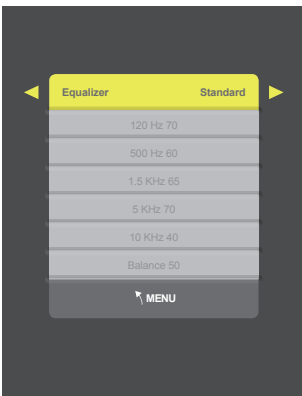 Equalizer Standard
120 Hz 70
500 Hz 60
1.5 KHz 65
5 KHz 70
10 KHz 40
Balance 50
MENU